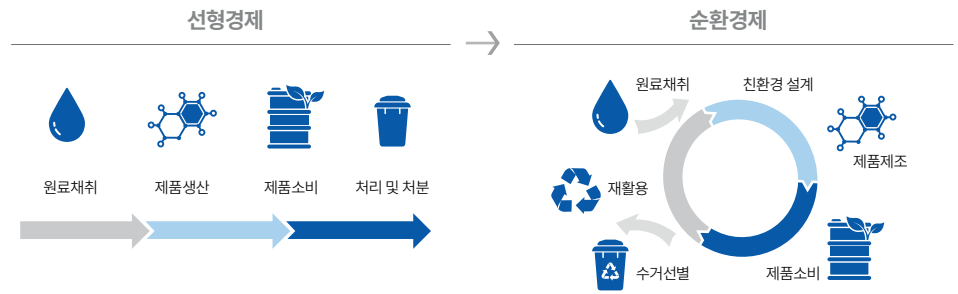 선형경제
원료채취
제품생산
제품소비
처리 및 처분
순환경제
원료채취
친환경 설계
제품제조
재활용
수거선별
제품소비